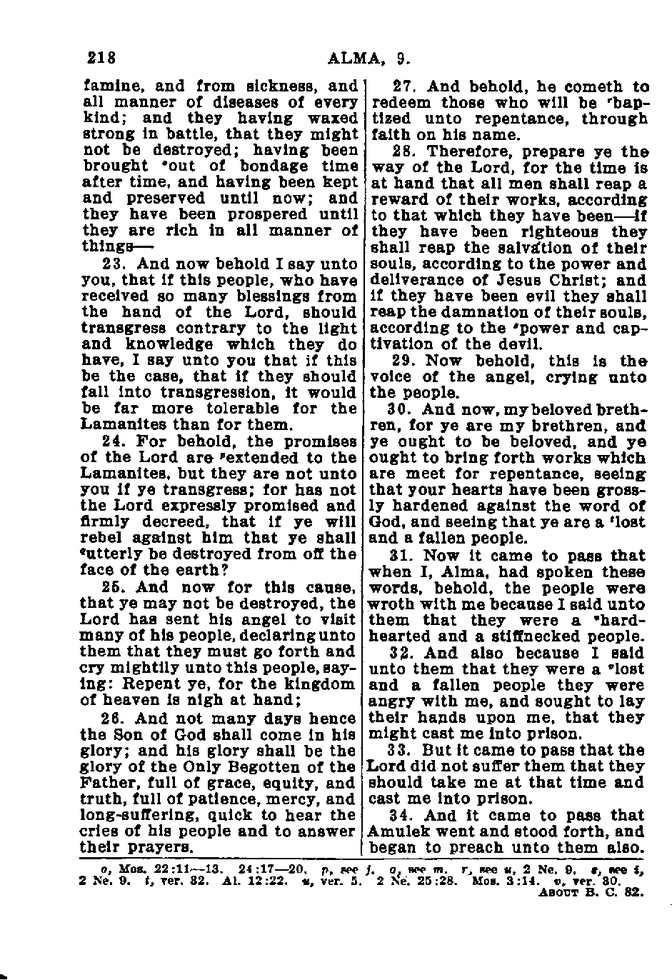 218
ALMA, 9.
famine, and from sickness, and
all manner of diseases of every
kind; and they having waxed
strong in battle, that they might
not be destroyed; having been
brought °out of bondage time
after time, and having been kept
and preserved until now; and
they have been prospered until
they are rich in all manner of
things—
23. And now behold I say unto
you, that if this people, who have
received so many blessings from
the hand of the Lord, should
transgress contrary to the light
and knowledge which they do
have, I say unto you that if this
be the case, that if they should
fall into transgression, it would
be far more tolerable for the
Lamanites than for them.
24. For behold, the promises
of the Lord are ᵖextended to the
Lamanites, but they are not unto
you if ye transgress; for has not
the Lord expressly promised and
firmly decreed, that if ye will
rebel against him that ye shall
utterly be destroyed from off the
face of the earth?
25. And now for this cause,
that ye may not be destroyed, the
Lord has sent his angel to visit
many of his people, declaring unto
them that they must go forth and
cry mightily unto this people, say-
ing: Repent ye, for the kingdom
of heaven is nigh at hand;
26. And not many days hence
the Son of God shall come in his
glory; and his glory shall be the
glory of the Only Begotten of the
Father, full of grace, equity, and
truth, full of patience, mercy, and
long-suffering, quick to hear the
cries of his people and to answer
their prayers.
27. And behold, he cometh to
redeem those who will be ʳbap-
tized unto repentance, through
faith on his name.
28. Therefore, prepare ye the
way of the Lord, for the time is
at hand that all men shall reap a
reward of their works, according
to that which they have been—if
they have been righteous they
shall reap the salvation of their
souls, according to the power and
deliverance of Jesus Christ; and
if they have been evil they shall
reap the damnation of their souls,
according to the ˢpower and cap-
tivation of the devil.
29. Now behold, this is the
voice of the angel, crying unto
the people.
30. And now, my beloved breth-
ren, for ye are my brethren, and
ye ought to be beloved, and ye
ought to bring forth works which
are meet for repentance, seeing
that your hearts have been gross-
ly hardened against the word of
God, and seeing that ye are a ᵗlost
and a fallen people.
31. Now it came to pass that
when I, Alma, had spoken these
words, behold, the people were
wroth with me because I said unto
them that they were a ᵘhard-
hearted and a stiffnecked people.
32. And also because I said
unto them that they were a ᵛlost
and a fallen people they were
angry with me, and sought to lay
their hands upon me, that they
might cast me into prison.
33. But it came to pass that the
Lord did not suffer them that they
should take me at that time and
cast me into prison.
34. And it came to pass that
Amulek went and stood forth, and
began to preach unto them also.
o, Mos. 22:11—13. 24:17—20. p, see j. q, see m. r, see u, 2 Ne. 9. s, see i,
2 Ne. 9. t, ver. 32. Al. 12:22. u, ver. 5. 2 Ne. 25:28. Mos. 3:14. v, ver. 30.
ABOUT B. C. 82.